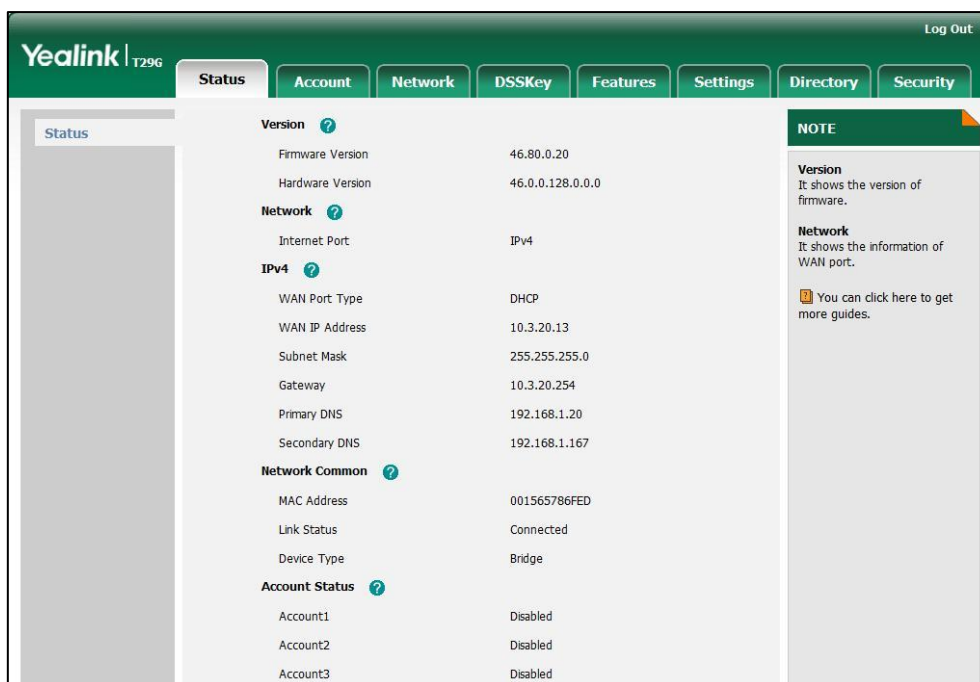 Log Out
Yealink | T29G
Status Account Network DSSKey Features Settings Directory Security
Status
Version ?
Firmware Version 46.80.0.20
Hardware Version 46.0.0.128.0.0.0
Network ?
Internet Port IPv4
IPv4 ?
WAN Port Type DHCP
WAN IP Address 10.3.20.13
Subnet Mask 255.255.255.0
Gateway 10.3.20.254
Primary DNS 192.168.1.20
Secondary DNS 192.168.1.167
Network Common ?
MAC Address 001565786FED
Link Status Connected
Device Type Bridge
Account Status ?
Account1 Disabled
Account2 Disabled
Account3 Disabled
NOTE
Version
It shows the version of
firmware.
Network
It shows the information of
WAN port.
? You can click here to get
more guides.